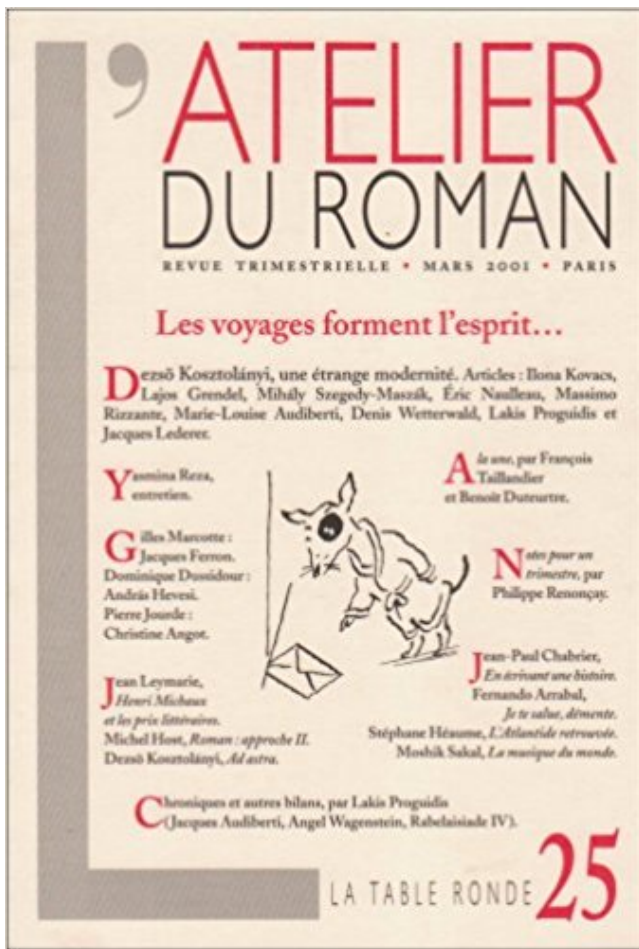 L'ATELIER
DU ROMAN
REVUE TRIMESTRIELLE • MARS 2001 • PARIS
Les voyages forment l'esprit…
Dezsö Kosztolányi, une étrange modernité. Articles : Ilona Kovacs,
Lajos Grendel, Mihály Szegedy-Maszák, Éric Naulleau, Massimo
Rizzante, Marie-Louise Audiberti, Denis Wetterwald, Lakis Proguidis et
Jacques Lederer.
Yasmina Reza,
entretien.
A la une, par François
Taillandier
et Benoît Duteurtre.
Gilles Marcotte :
Jacques Ferron.
Dominique Dussidour :
András Hevesi.
Pierre Jourde :
Christine Angot.
Notes pour un
trimestre, par
Philippe Renonçay.
Jean Leymarie,
Henri Michaux
et les prix littéraires.
Michel Host, Roman : approche II.
Dezsö Kosztolányi, Ad astra.
Jean-Paul Chabrier,
En écrivant une histoire.
Fernando Arrabal,
Je te salue, démente.
Stéphane Héaume, L'Atlantide retrouvée.
Moshik Sakal, La musique du monde.
Chroniques et autres bilans, par Lakis Proguidis
(Jacques Audiberti, Angel Wagenstein, Rabelaisiade IV).
LA TABLE RONDE 25